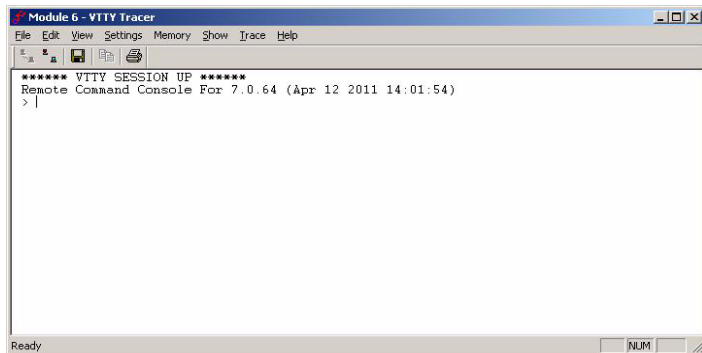 Module 6 - VTTY Tracer
File Edit View Settings Memory Show Trace Help
****** VTTY SESSION UP ******
Remote Command Console For 7.0.64 (Apr 12 2011 14:01:54)
>
Ready NUM